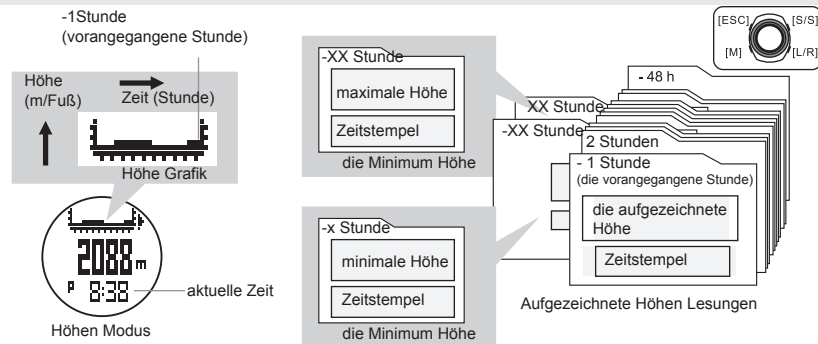 -1Stunde
(vorangegangene Stunde)
Höhe
(m/Fuß)
Zeit (Stunde)
Höhe Grafik
2088 m
P 8:38
aktuelle Zeit
Höhen Modus
-XX Stunde
maximale Höhe
Zeitstempel
die Minimum Höhe
-x Stunde
minimale Höhe
Zeitstempel
die Minimum Höhe
[ESC]
[S/S]
[M]
[L/R]
- 48 h
XX Stunde
-XX Stunde
2 Stunden
- 1 Stunde
(die vorangegangene Stunde)
die aufgezeichnete
Höhe
Zeitstempel
Aufgezeichnete Höhen Lesungen